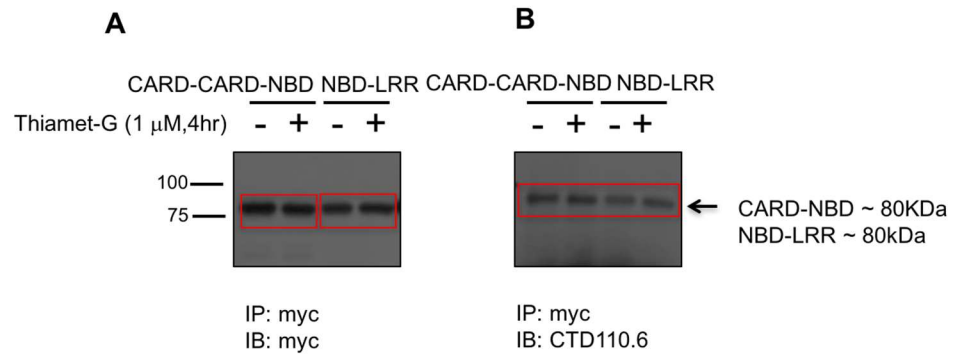 A
B
CARD-CARD-NBD NBD-LRR CARD-CARD-NBD NBD-LRR
Thiamet-G (1 μM,4hr) - + - + - + - +
100
75
CARD-NBD ~ 80KDa
NBD-LRR ~ 80kDa
IP: myc
IB: myc
IP: myc
IB: CTD110.6